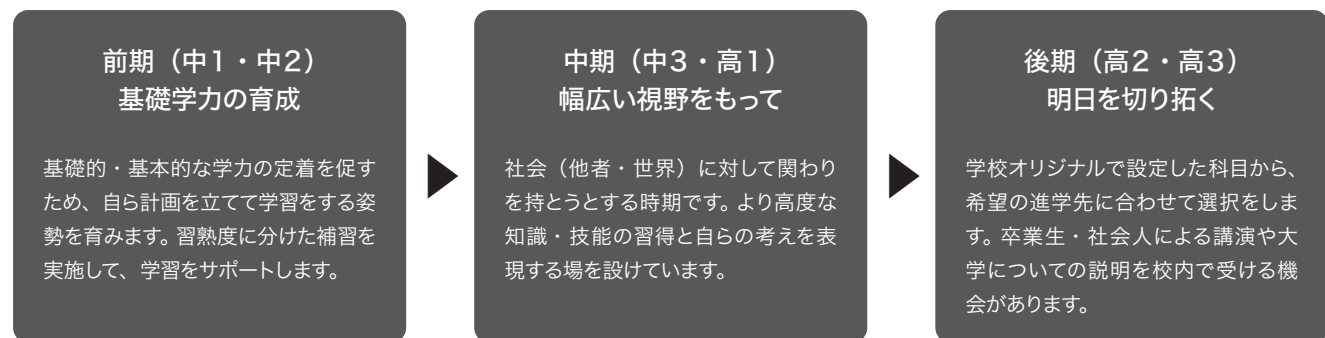 前期（中1・中2）
基礎学力の育成
基礎的・基本的な学力の定着を促す
ため、自ら計画を立てて学習をする姿
勢を育みます。習熟度に分けた補習を
実施して、学習をサポートします。
中期（中3・高1）
幅広い視野をもって
社会（他者・世界）に対して関わり
を持とうとする時期です。より高度な
知識・技能の習得と自らの考えを表
現する場を設けています。
後期（高2・高3）
明日を切り拓く
学校オリジナルで設定した科目から、
希望の進学先に合わせて選択をしま
す。卒業生・社会人による講演や大
学についての説明を校内で受ける機
会があります。